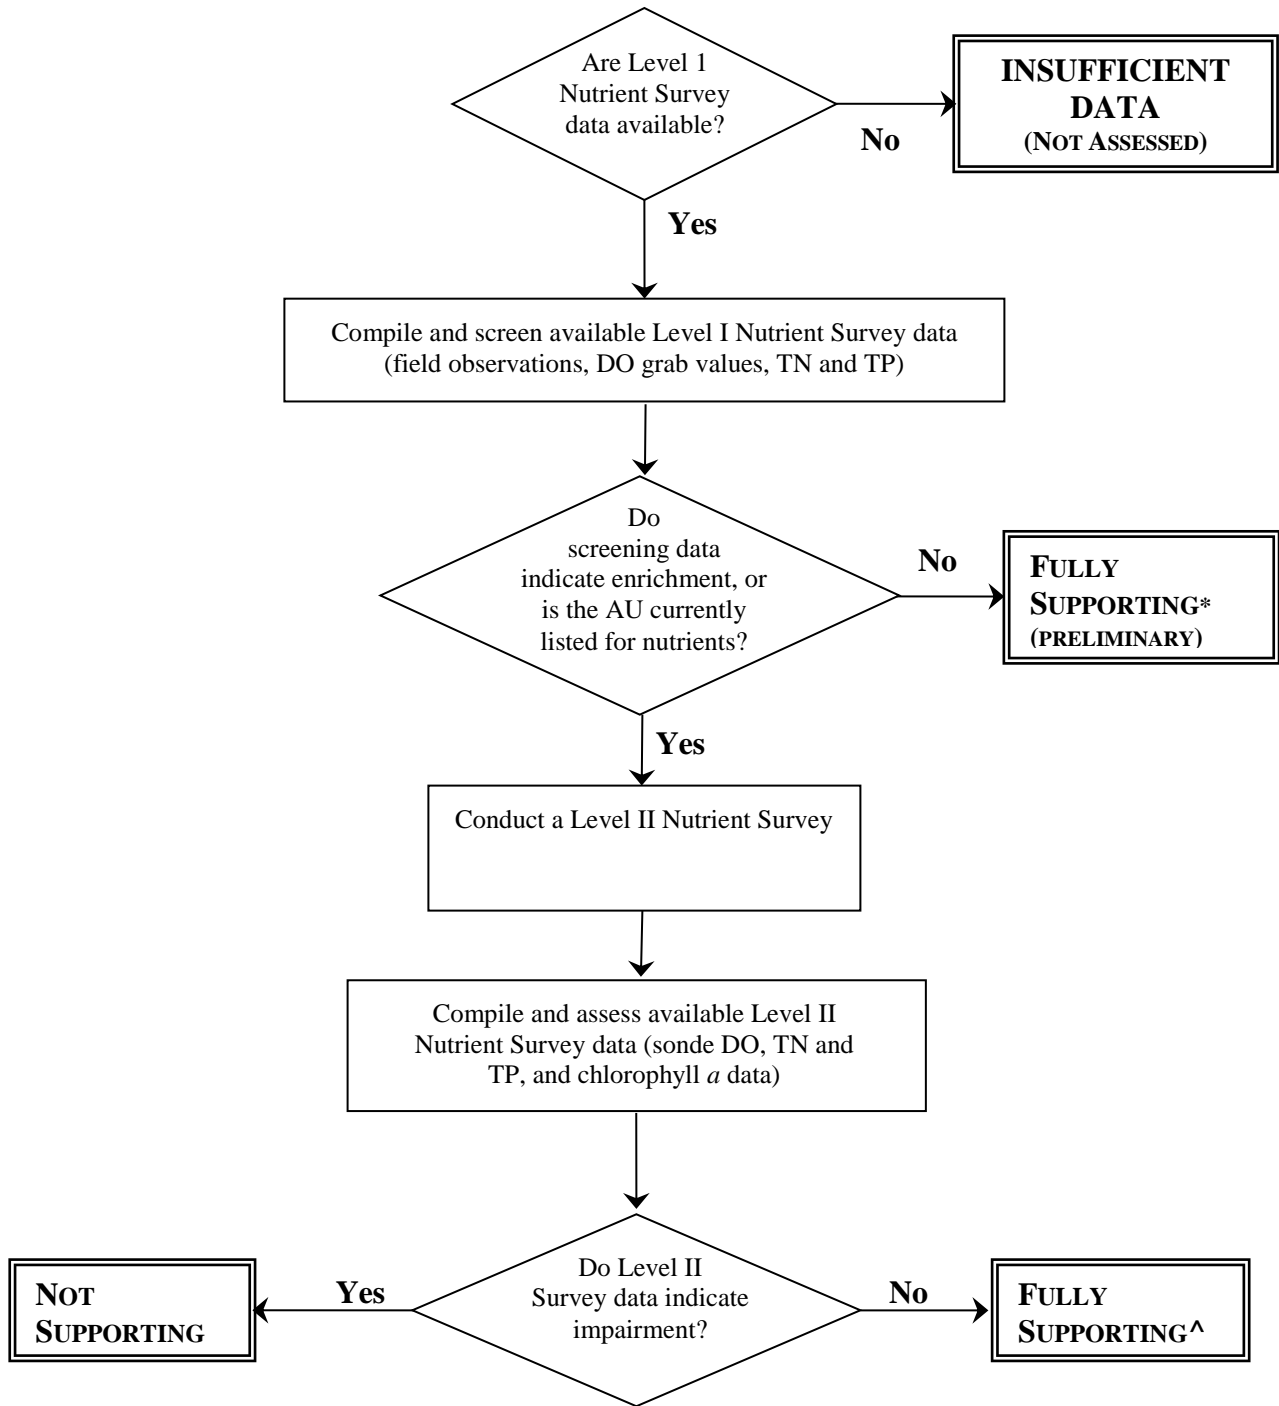 Are Level 1
Nutrient Survey
data available?
INSUFFICIENT
DATA
(NOT ASSESSED)
No
Yes
Compile and screen available Level I Nutrient Survey data
(field observations, DO grab values, TN and TP)
Do
screening data
indicate enrichment, or
is the AU currently
listed for nutrients?
No
FULLY
SUPPORTING*
(PRELIMINARY)
Yes
Conduct a Level II Nutrient Survey
Compile and assess available Level II
Nutrient Survey data (sonde DO, TN and
TP, and chlorophyll a data)
Do Level II
Survey data indicate
impairment?
Yes
NOT
SUPPORTING
No
FULLY
SUPPORTING^